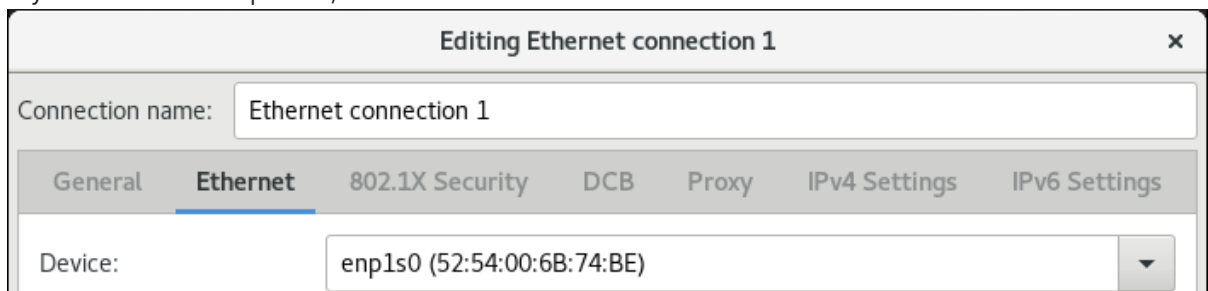 Editing Ethernet connection 1 ×
Connection name: Ethernet connection 1
General Ethernet 802.1X Security DCB Proxy IPv4 Settings IPv6 Settings
Device: enp1s0 (52:54:00:6B:74:BE)